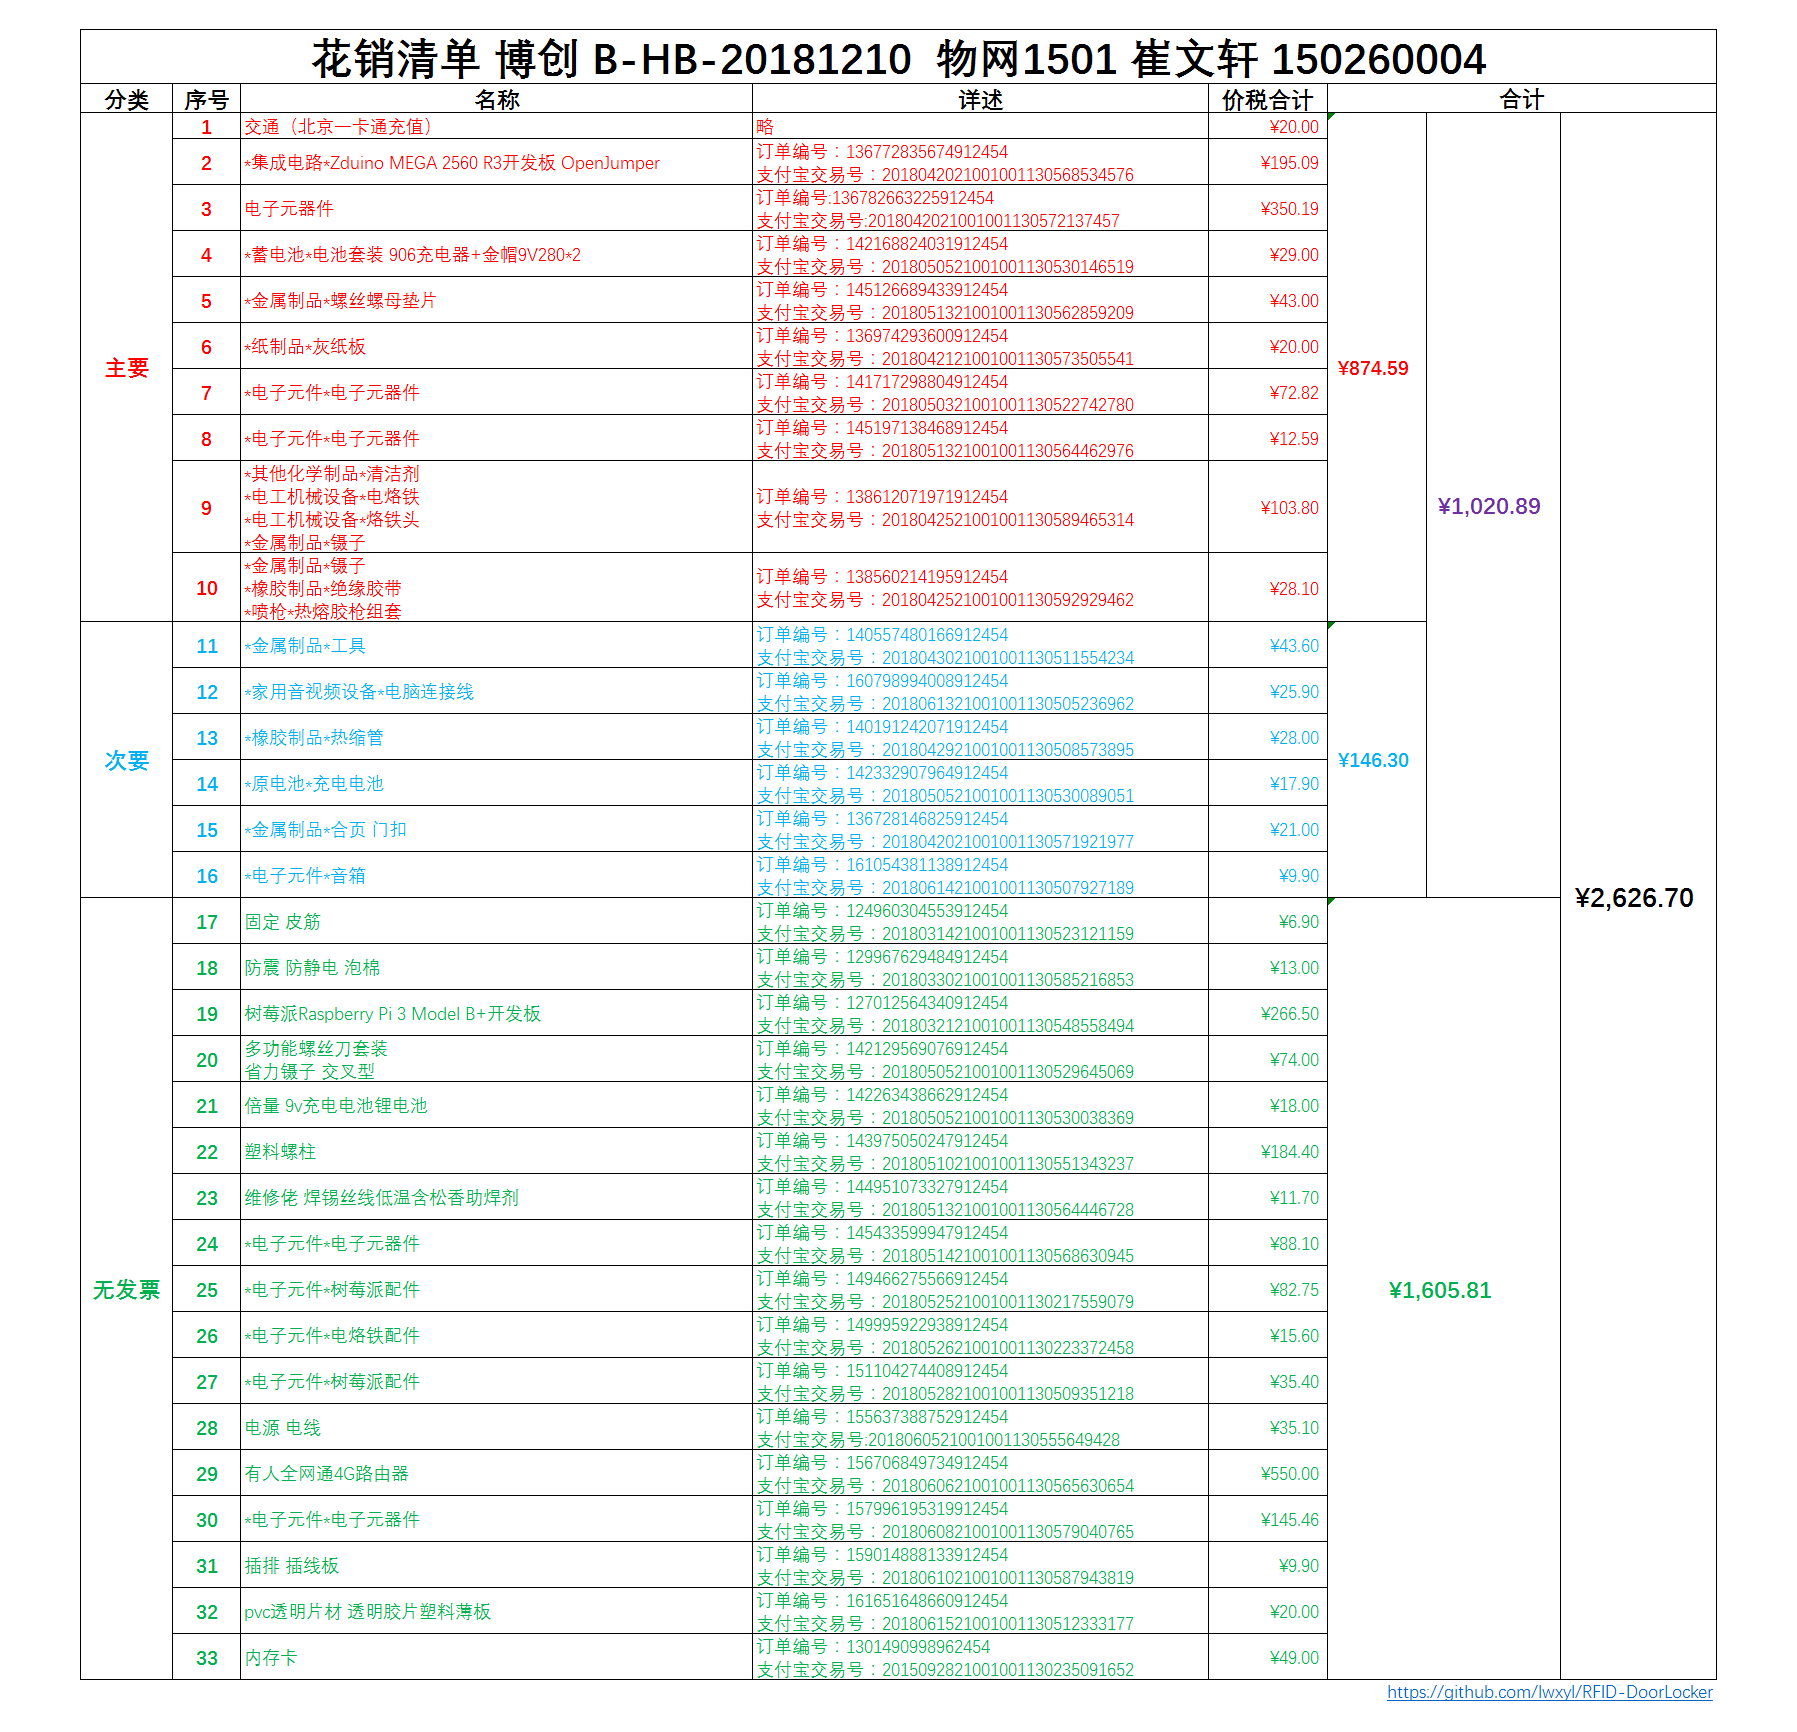 花销清单 博创 B-HB-20181210  物网1501 崔文轩 150260004
分类 序号 名称 详述 价税合计 合计
主要
1 交通（北京一卡通充值） 略 ¥20.00
2 *集成电路*Zduino MEGA 2560 R3开发板 OpenJumper 订单编号：136772835674912454
支付宝交易号：2018042021001001130568534576 ¥195.09
3 电子元器件 订单编号:136782663225912454
支付宝交易号:2018042021001001130572137457 ¥350.19
4 *蓄电池*电池套装 906充电器+金帽9V280*2 订单编号：142168824031912454
支付宝交易号：2018050521001001130530146519 ¥29.00
5 *金属制品*螺丝螺母垫片 订单编号：145126689433912454
支付宝交易号：2018051321001001130562859209 ¥43.00
6 *纸制品*灰纸板 订单编号：136974293600912454
支付宝交易号：2018042121001001130573505541 ¥20.00
7 *电子元件*电子元器件 订单编号：141717298804912454
支付宝交易号：2018050321001001130522742780 ¥72.82
8 *电子元件*电子元器件 订单编号：145197138468912454
支付宝交易号：2018051321001001130564462976 ¥12.59
9 *其他化学制品*清洁剂
*电工机械设备*电烙铁
*电工机械设备*烙铁头
*金属制品*镊子
订单编号：138612071971912454
支付宝交易号：2018042521001001130589465314 ¥103.80
10 *金属制品*镊子
*橡胶制品*绝缘胶带
*喷枪*热熔胶枪组套
订单编号：138560214195912454
支付宝交易号：2018042521001001130592929462 ¥28.10
¥874.59
次要
11 *金属制品*工具 订单编号：140557480166912454
支付宝交易号：2018043021001001130511554234 ¥43.60
12 *家用音视频设备*电脑连接线 订单编号：160798994008912454
支付宝交易号：2018061321001001130505236962 ¥25.90
13 *橡胶制品*热缩管 订单编号：140191242071912454
支付宝交易号：2018042921001001130508573895 ¥28.00
14 *原电池*充电电池 订单编号：142332907964912454
支付宝交易号：2018050521001001130530089051 ¥17.90
15 *金属制品*合页 门扣 订单编号：136728146825912454
支付宝交易号：2018042021001001130571921977 ¥21.00
16 *电子元件*音箱 订单编号：161054381138912454
支付宝交易号：2018061421001001130507927189 ¥9.90
¥146.30
¥1,020.89
无发票
17 固定 皮筋 订单编号：124960304553912454
支付宝交易号：2018031421001001130523121159 ¥6.90
18 防震 防静电 泡棉 订单编号：129967629484912454
支付宝交易号：2018033021001001130585216853 ¥13.00
19 树莓派Raspberry Pi 3 Model B+开发板 订单编号：127012564340912454
支付宝交易号：2018032121001001130548558494 ¥266.50
20 多功能螺丝刀套装
省力镊子 交叉型
订单编号：142129569076912454
支付宝交易号：2018050521001001130529645069 ¥74.00
21 倍量 9v充电电池锂电池 订单编号：142263438662912454
支付宝交易号：2018050521001001130530038369 ¥18.00
22 塑料螺柱 订单编号：143975050247912454
支付宝交易号：2018051021001001130551343237 ¥184.40
23 维修佬 焊锡丝线低温含松香助焊剂 订单编号：144951073327912454
支付宝交易号：2018051321001001130564446728 ¥11.70
24 *电子元件*电子元器件 订单编号：145433599947912454
支付宝交易号：2018051421001001130568630945 ¥88.10
25 *电子元件*树莓派配件 订单编号：149466275566912454
支付宝交易号：2018052521001001130217559079 ¥82.75
26 *电子元件*电烙铁配件 订单编号：149995922938912454
支付宝交易号：2018052621001001130223372458 ¥15.60
27 *电子元件*树莓派配件 订单编号：151104274408912454
支付宝交易号：2018052821001001130509351218 ¥35.40
28 电源 电线 订单编号：155637388752912454
支付宝交易号:2018060521001001130555649428 ¥35.10
29 有人全网通4G路由器 订单编号：156706849734912454
支付宝交易号：2018060621001001130565630654 ¥550.00
30 *电子元件*电子元器件 订单编号：157996195319912454
支付宝交易号：2018060821001001130579040765 ¥145.46
31 插排 插线板 订单编号：159014888133912454
支付宝交易号：2018061021001001130587943819 ¥9.90
32 pvc透明片材 透明胶片塑料薄板 订单编号：161651648660912454
支付宝交易号：2018061521001001130512333177 ¥20.00
33 内存卡 订单编号：1301490998962454
支付宝交易号：2015092821001001130235091652 ¥49.00
¥1,605.81
¥2,626.70
https://github.com/lwxyl/RFID-DoorLocker